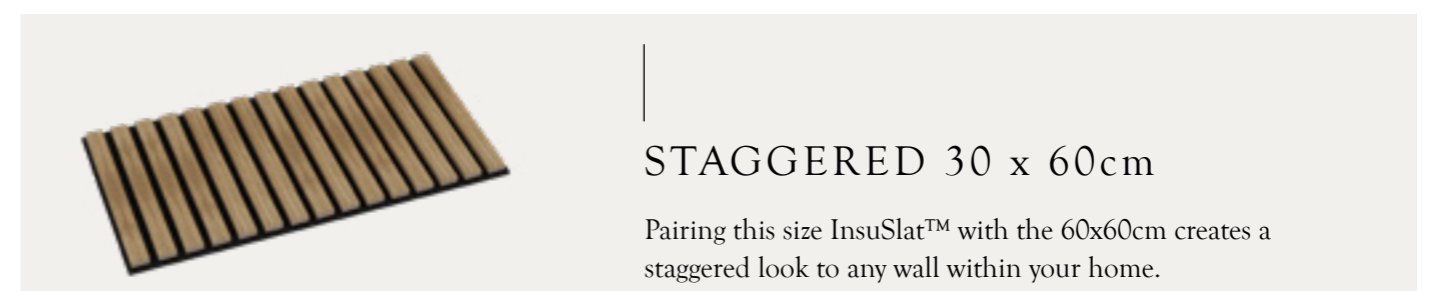 STAGGERED 30 x 60cm
Pairing this size InsuSlat™ with the 60x60cm creates a
staggered look to any wall within your home.